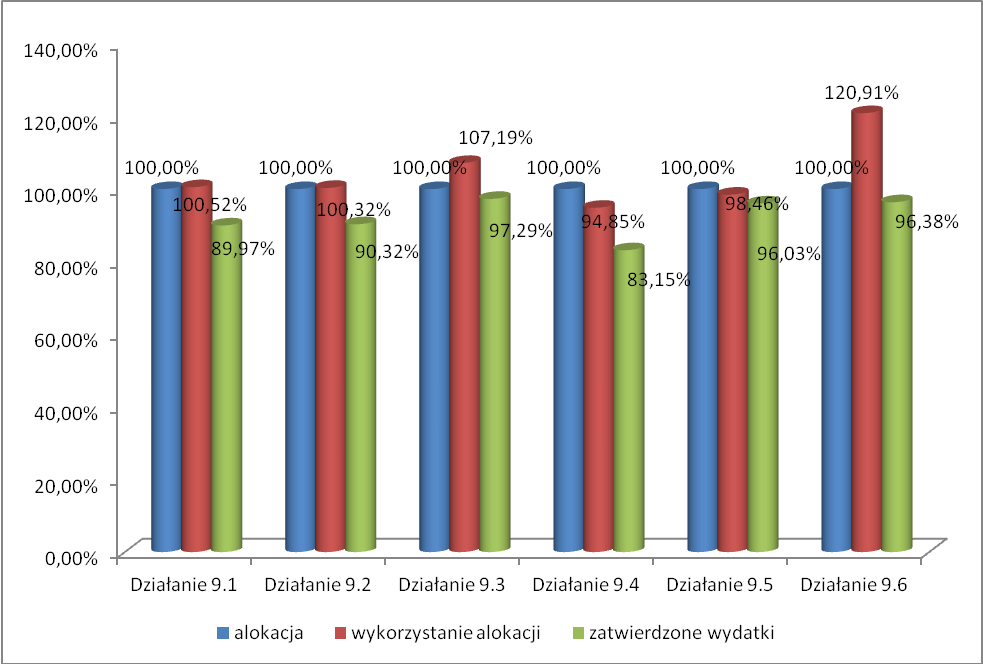 140,00%
120,00%
100,00%
80,00%
60,00%
40,00%
20,00%
0,00%
120,91%
107,19%
100,00% 100,00% 100,00% 100,00% 100,00% 100,00%
100,52% 100,32% 94,85% 98,46% 96,38%
89,97% 90,32% 97,29% 83,15% 96,03%
Działanie 9.1 Działanie 9.2 Działanie 9.3 Działanie 9.4 Działanie 9.5 Działanie 9.6
alokacja wykorzystanie alokacji zatwierdzone wydatki